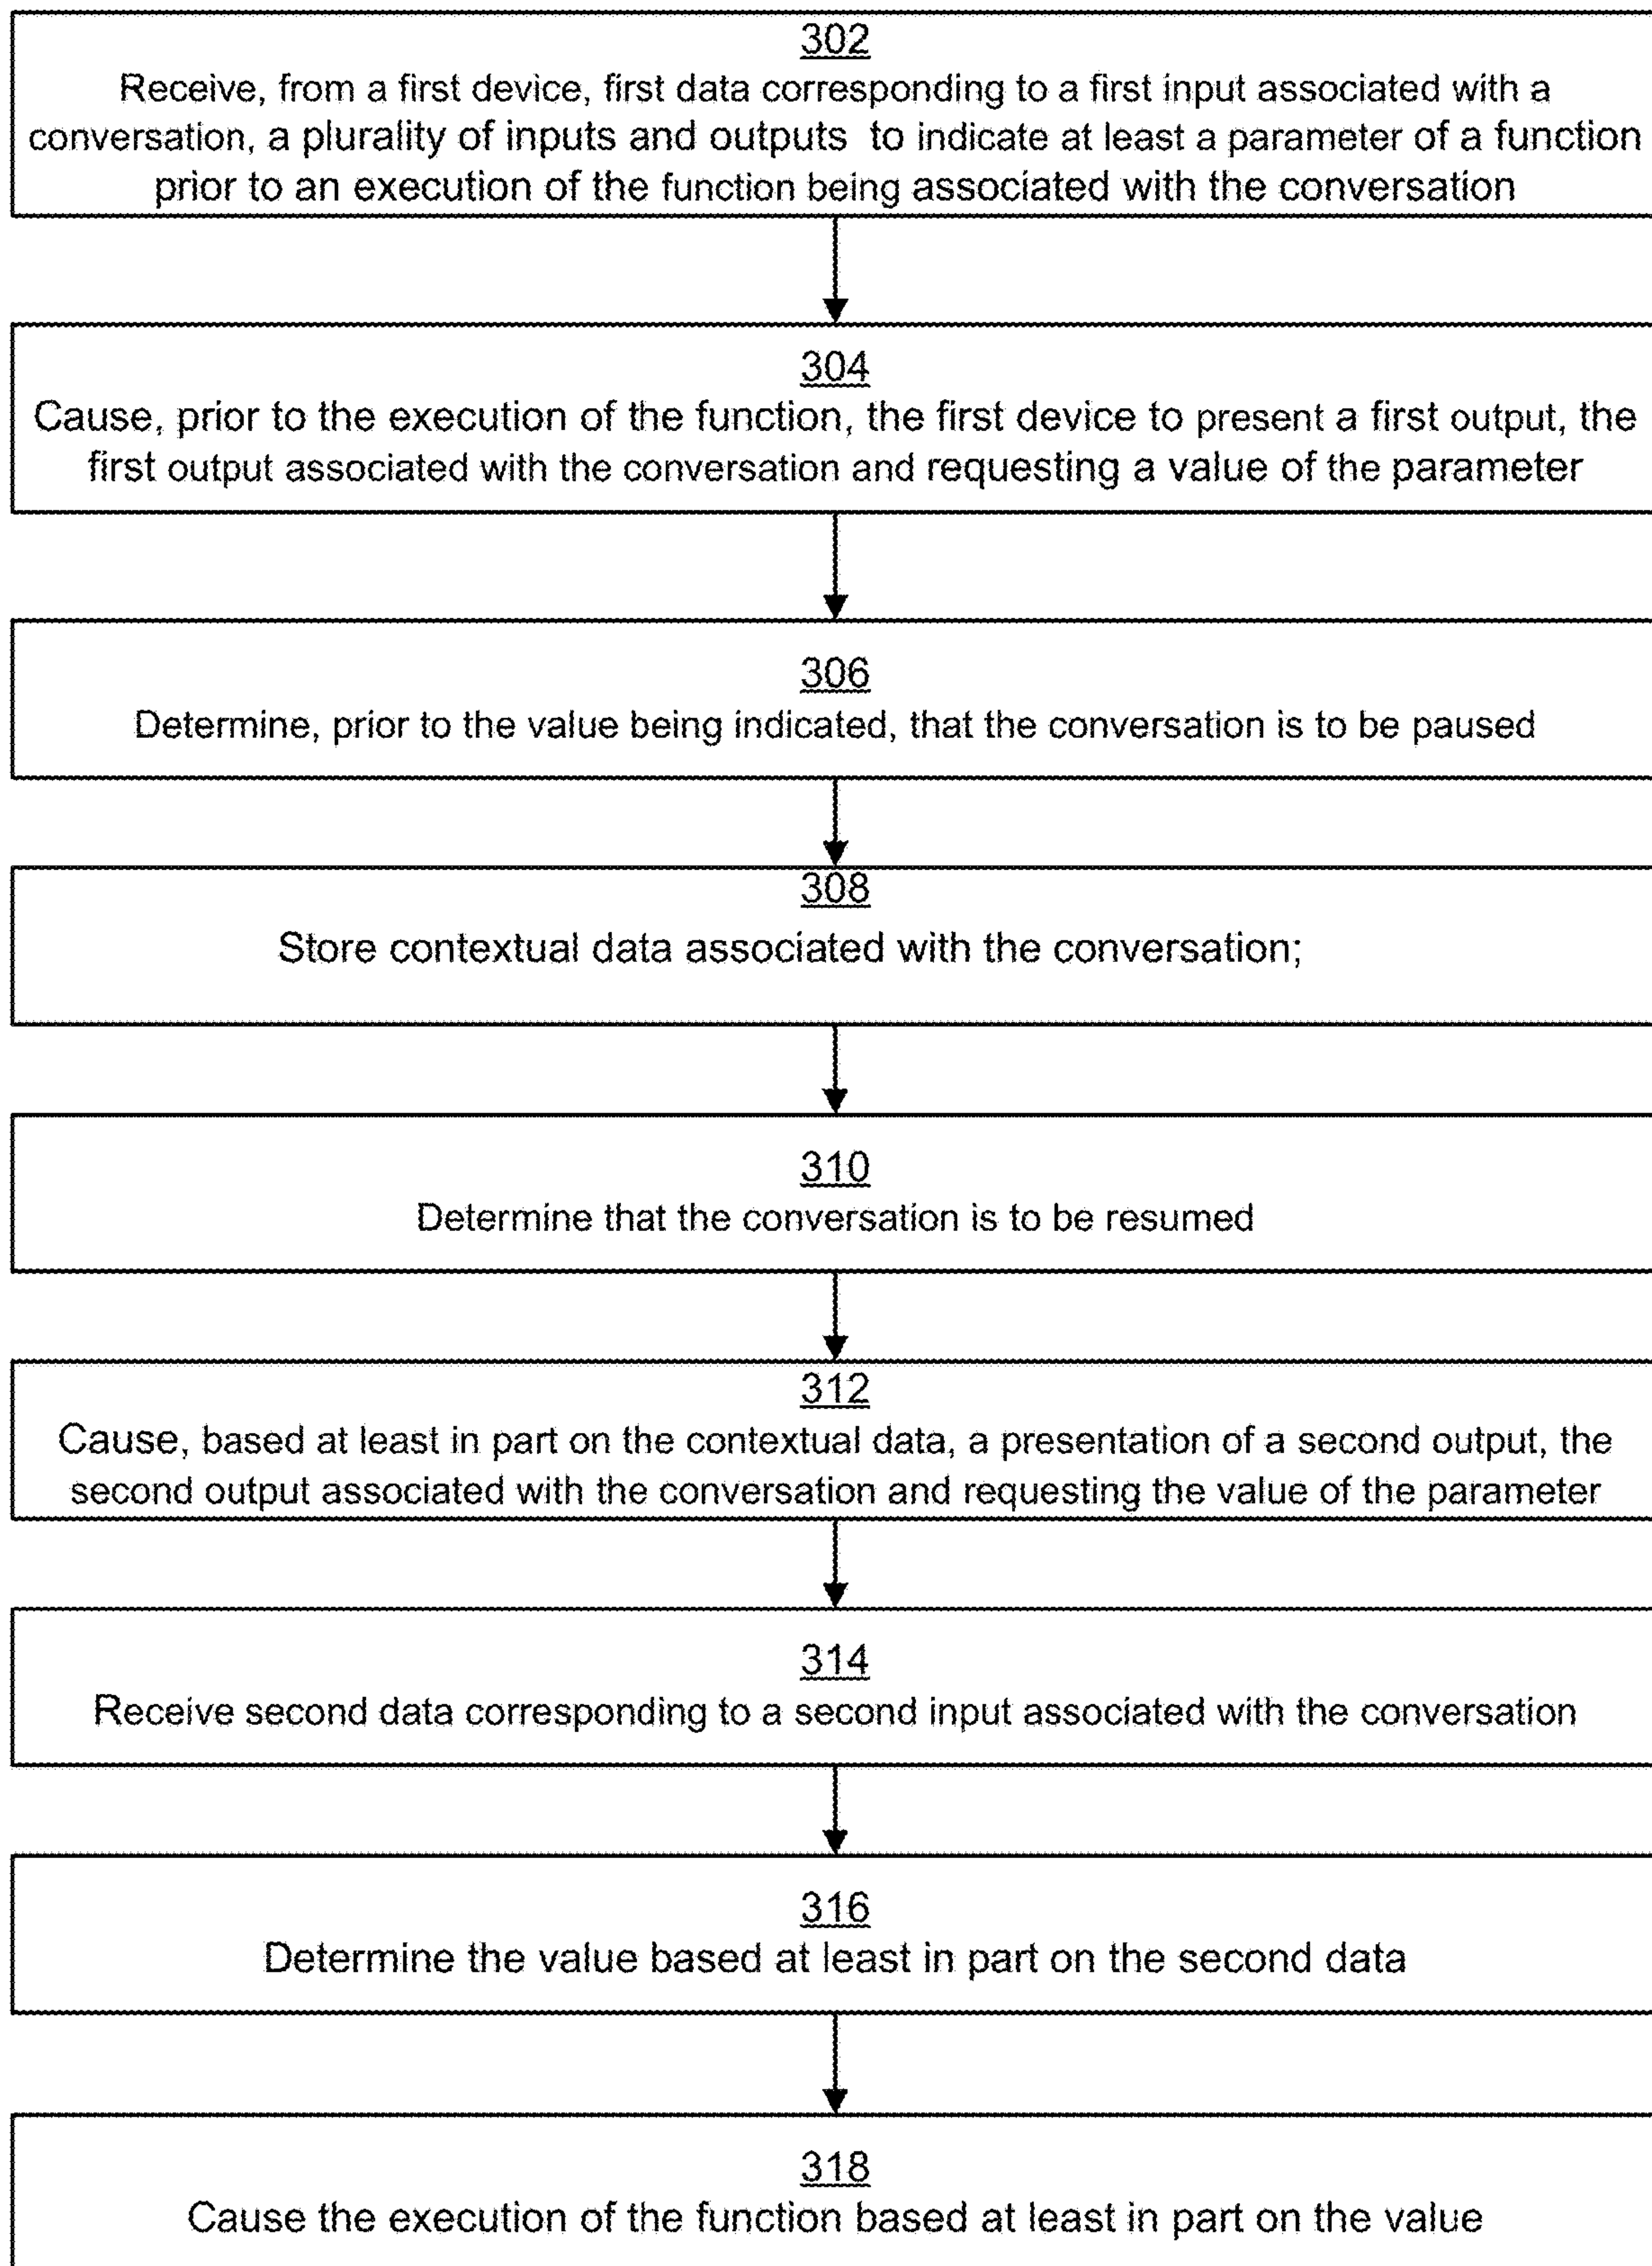 302
Receive, from a first device, first data corresponding to a first input associated with a
conversation, a plurality of inputs and outputs to indicate at least a parameter of a function
prior to an execution of the function being associated with the conversation
304
Cause, prior to the execution of the function, the first device to present a first output, the
first output associated with the conversation and requesting a value of the parameter
306
Determine, prior to the value being indicated, that the conversation is to be paused
308
Store contextual data associated with the conversation;
310
Determine that the conversation is to be resumed
312
Cause, based at least in part on the contextual data, a presentation of a second output, the
second output associated with the conversation and requesting the value of the parameter
314
Receive second data corresponding to a second input associated with the conversation
316
Determine the value based at least in part on the second data
318
Cause the execution of the function based at least in part on the value